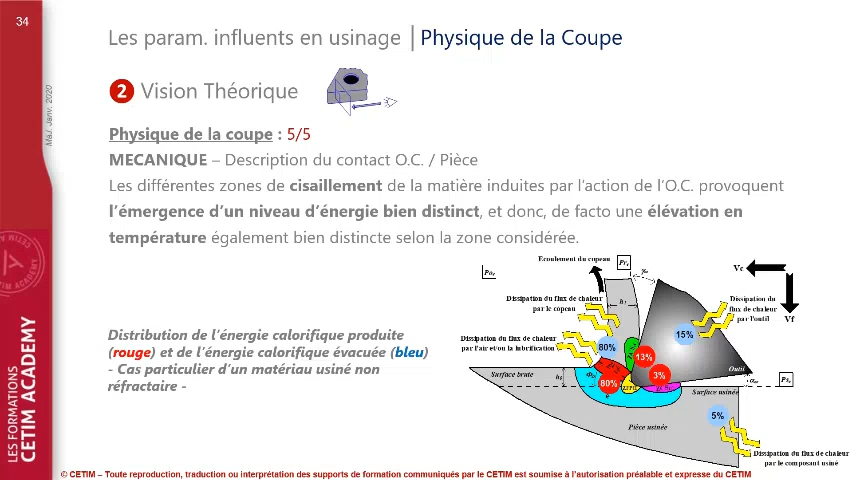 34
Les param. influents en usinage | Physique de la Coupe
MàJ. Janv. 2020
2 Vision Théorique
Physique de la coupe : 5/5
MECANIQUE – Description du contact O.C. / Pièce
Les différentes zones de cisaillement de la matière induites par l'action de l'O.C. provoquent
l'émergence d'un niveau d'énergie bien distinct, et donc, de facto une élévation en
température également bien distincte selon la zone considérée.
Ecoulement du copeau
Vc
Dissipation du flux de chaleur
par le copeau
Dissipation du
flux de chaleur
par l'outil
Vf
15%
Dissipation du flux de chaleur
par l'air et/ou la lubrification
80%
13%
3%
80%
5%
Outil
Surface brute
Surface usinée
Pièce usinée
Dissipation du flux de chaleur
par le composant usiné
Distribution de l'énergie calorifique produite
(rouge) et de l'énergie calorifique évacuée (bleu)
- Cas particulier d'un matériau usiné non
réfractaire -
CETIM ACADEMY
LES FORMATIONS
CETIM ACADEMY
© CETIM – Toute reproduction, traduction ou interprétation des supports de formation communiqués par le CETIM est soumise à l'autorisation préalable et expresse du CETIM